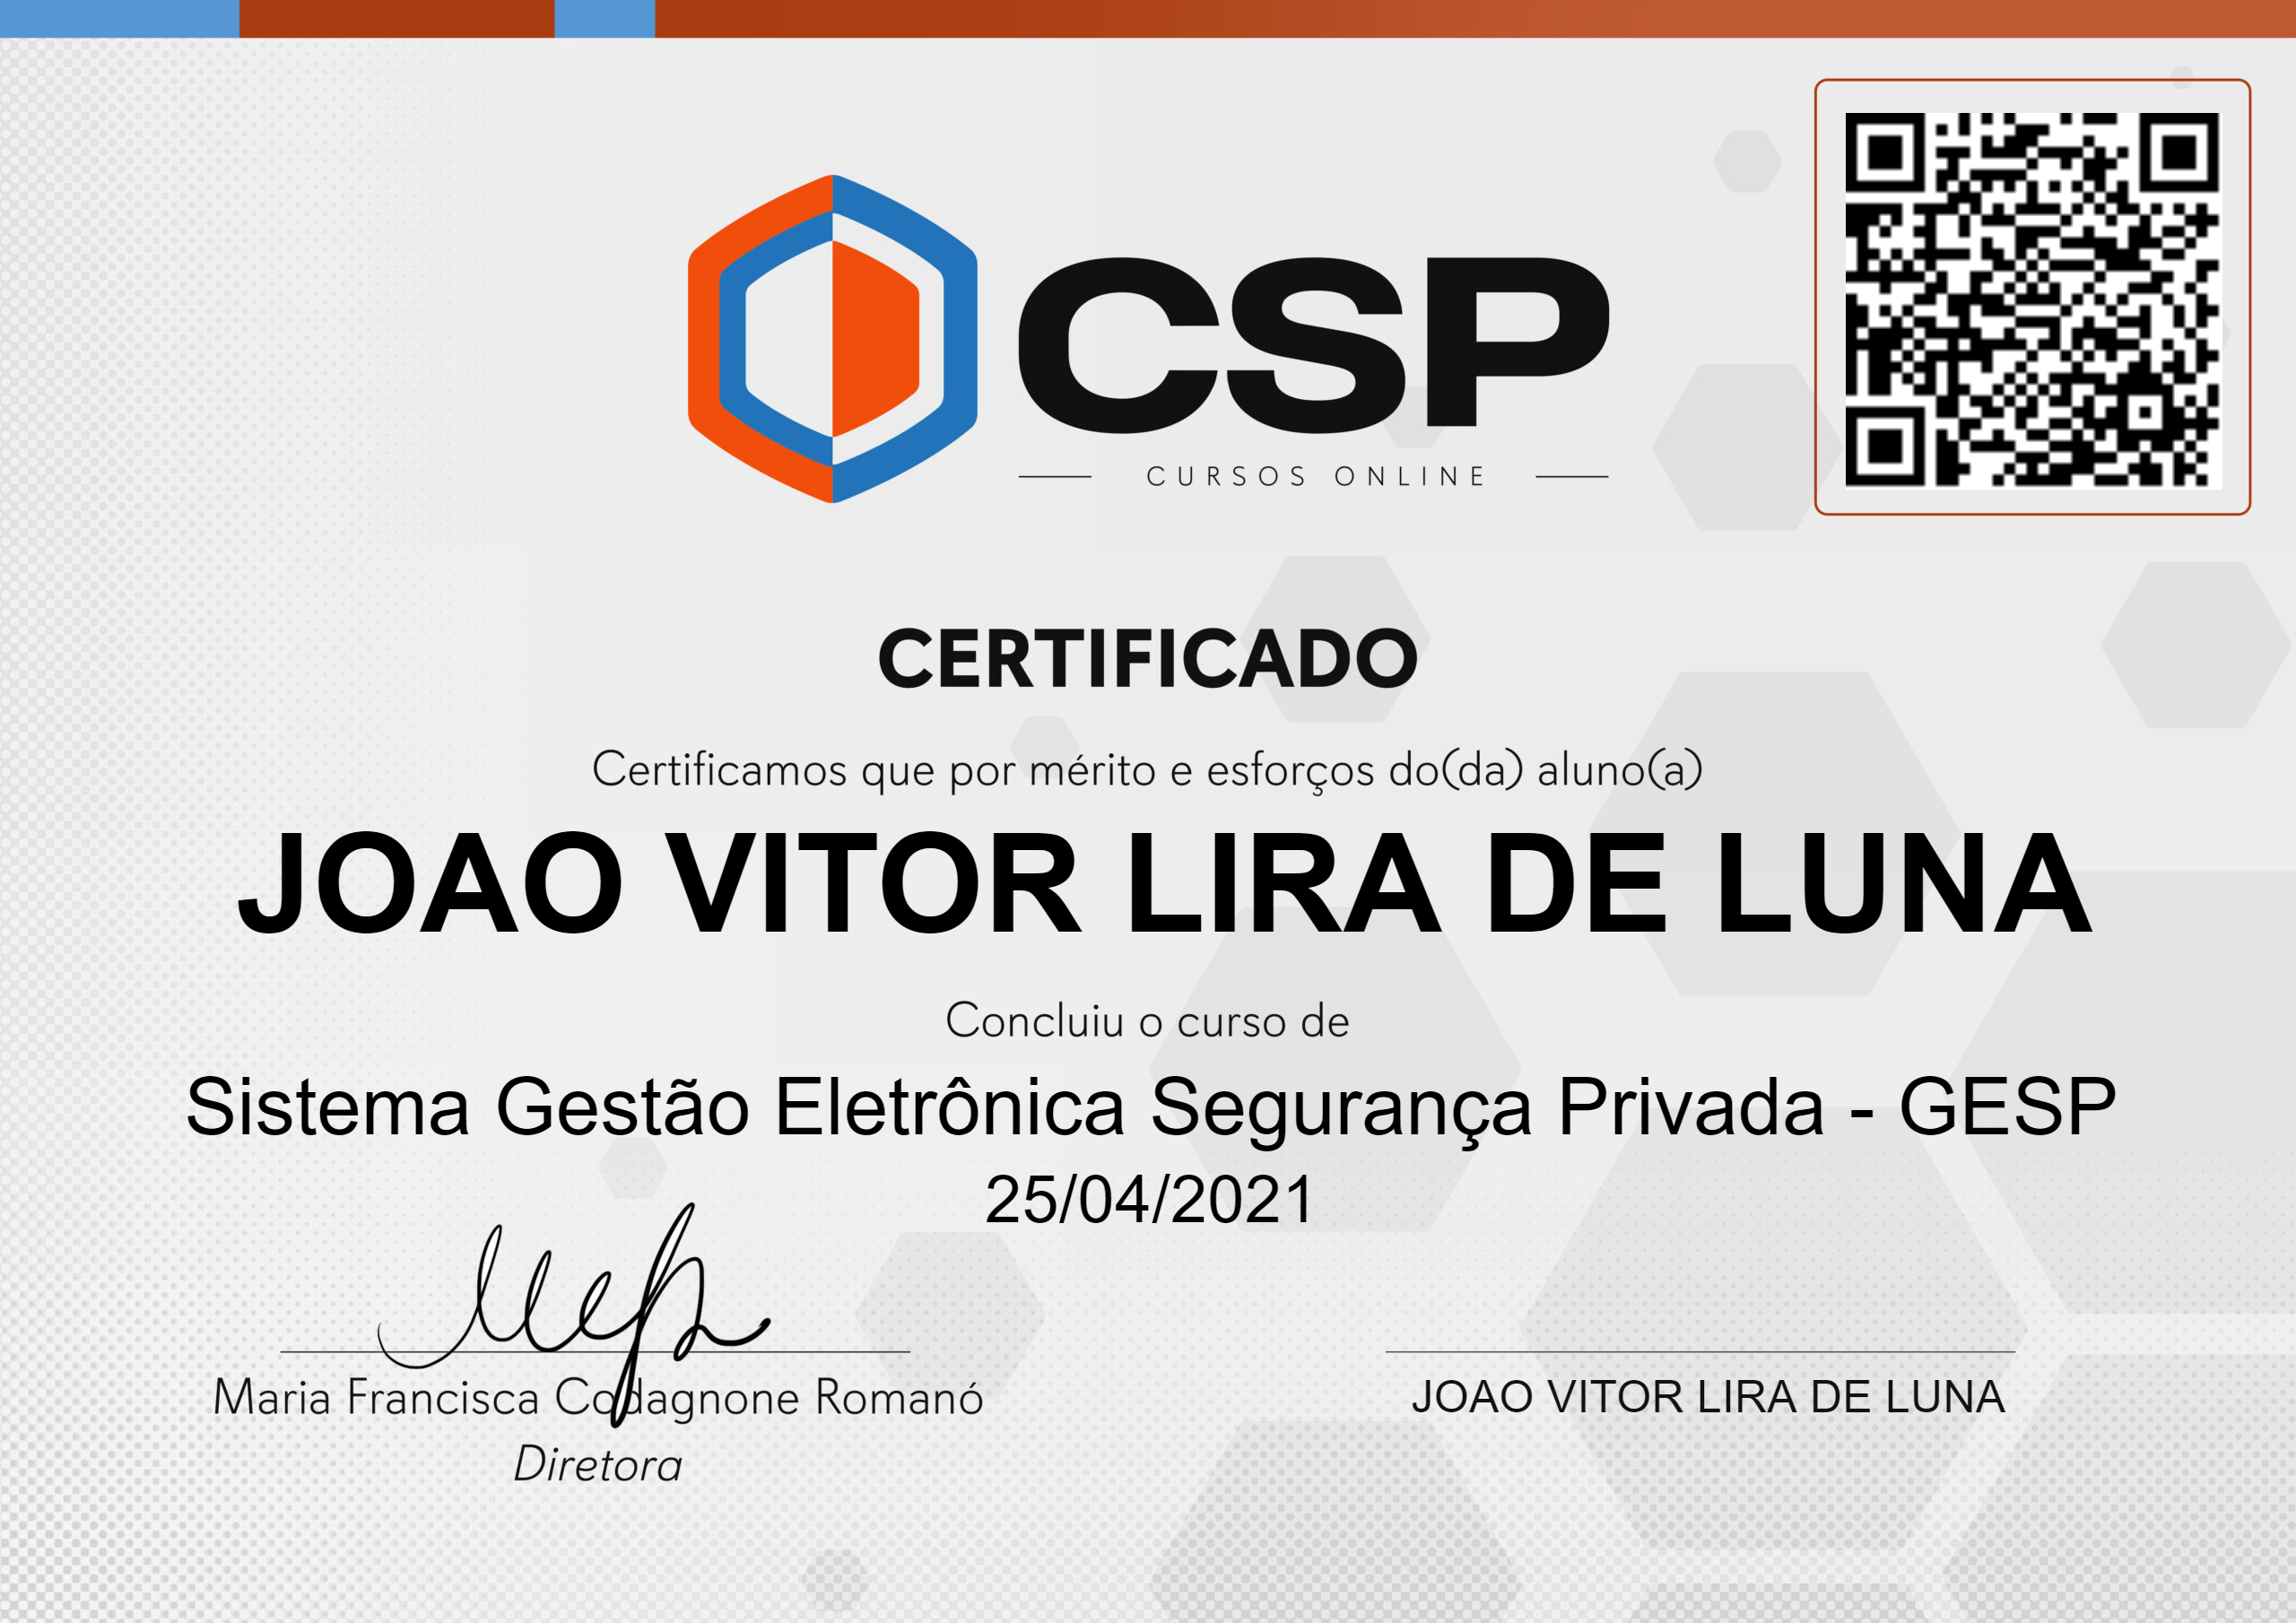 CSP
CURSOS ONLINE
CERTIFICADO
Certificamos que por mérito e esforços do(da) aluno(a)
JOAO VITOR LIRA DE LUNA
Concluiu o curso de
Sistema Gestão Eletrônica Segurança Privada - GESP
25/04/2021
Maria Francisca Codagnone Romanó
Diretora
JOAO VITOR LIRA DE LUNA